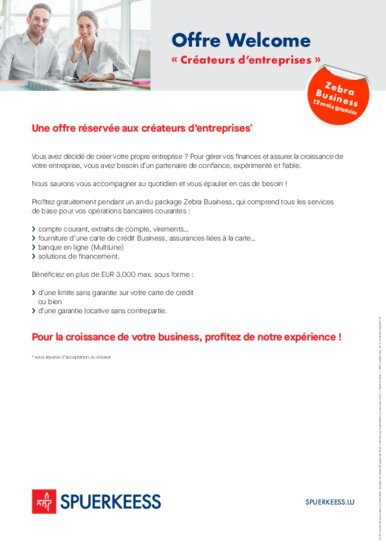 Offre Welcome
« Créateurs d'entreprises »
Zebra
Business
12 mois gratuits
Une offre réservée aux créateurs d'entreprises*
Vous avez décidé de créer votre propre entreprise ? Pour gérer vos finances et assurer la croissance de
votre entreprise, vous avez besoin d'un partenaire de confiance, expérimenté et fiable.
Nous saurons vous accompagner au quotidien et vous épauler en cas de besoin !
Profitez gratuitement pendant un an du package Zebra Business, qui comprend tous les services
de base pour vos opérations bancaires courantes :
› compte courant, extraits de compte, virements...
› fourniture d'une carte de crédit Business, assurances liées à la carte...
› banque en ligne (MultiLine)
› solutions de financement.
Bénéficiez en plus de EUR 3.000 max. sous forme :
› d'une limite sans garantie sur votre carte de crédit
ou bien
› d'une garantie locative sans contrepartie.
Pour la croissance de votre business, profitez de notre expérience !
* sous réserve d'acceptation du dossier
SPUERKEESS
SPUERKEESS.LU